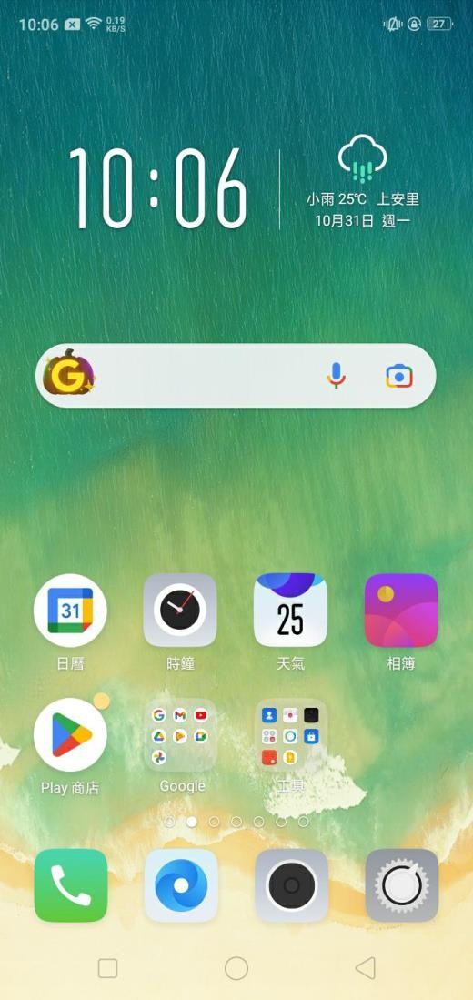 10:06 0.19 KB/S 27
10:06
小雨 25℃ 上安里
10月31日 週一
G
31
25
日曆 時鐘 天氣 相簿
Play 商店 Google 工具